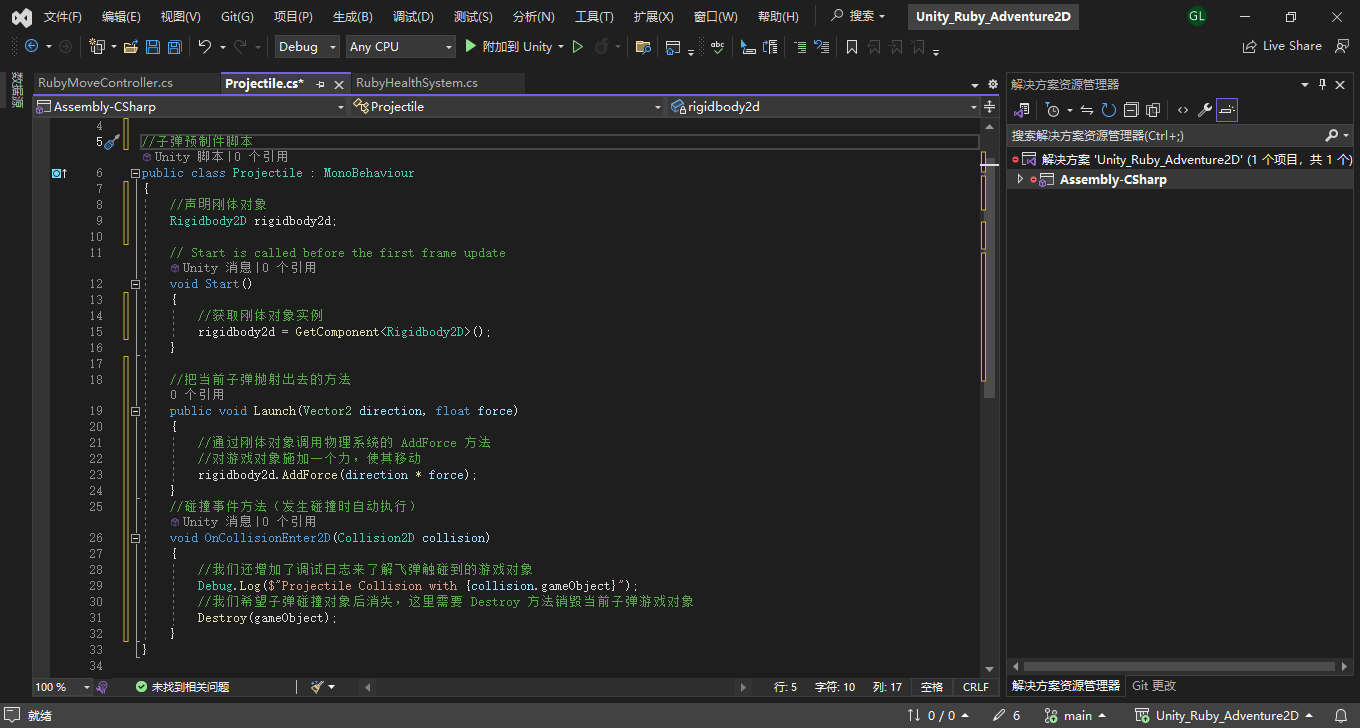 文件(F) 编辑(E) 视图(V) Git(G) 项目(P) 生成(B) 调试(D) 测试(S) 分析(N) 工具(T) 扩展(X) 窗口(W) 帮助(H) 搜索 Unity_Ruby_Adventure2D GL
Debug Any CPU 附加到 Unity Live Share
数据源
RubyMoveController.cs Projectile.cs* RubyHealthSystem.cs
Assembly-CSharp Projectile rigidbody2d
4
5 //子弹预制件脚本
Unity 脚本|0 个引用
6 public class Projectile : MonoBehaviour
7 {
8 //声明刚体对象
9 Rigidbody2D rigidbody2d;
10
11 // Start is called before the first frame update
Unity 消息|0 个引用
12 void Start()
13 {
14 //获取刚体对象实例
15 rigidbody2d = GetComponent<Rigidbody2D>();
16 }
17
18 //把当前子弹抛射出去的方法
0 个引用
19 public void Launch(Vector2 direction, float force)
20 {
21 //通过刚体对象调用物理系统的 AddForce 方法
22 //对游戏对象施加一个力，使其移动
23 rigidbody2d.AddForce(direction * force);
24 }
25 //碰撞事件方法（发生碰撞时自动执行）
Unity 消息|0 个引用
26 void OnCollisionEnter2D(Collision2D collision)
27 {
28 //我们还增加了调试日志来了解飞弹触碰到的游戏对象
29 Debug.Log($"Projectile Collision with {collision.gameObject}");
30 //我们希望子弹碰撞对象后消失，这里需要 Destroy 方法销毁当前子弹游戏对象
31 Destroy(gameObject);
32 }
33 }
34
100 % 未找到相关问题 行: 5 字符: 10 列: 17 空格 CRLF
解决方案资源管理器
搜索解决方案资源管理器(Ctrl+;)
解决方案 'Unity_Ruby_Adventure2D' (1 个项目，共 1 个)
Assembly-CSharp
解决方案资源管理器 Git 更改
就绪 0 / 0 6 main Unity_Ruby_Adventure2D